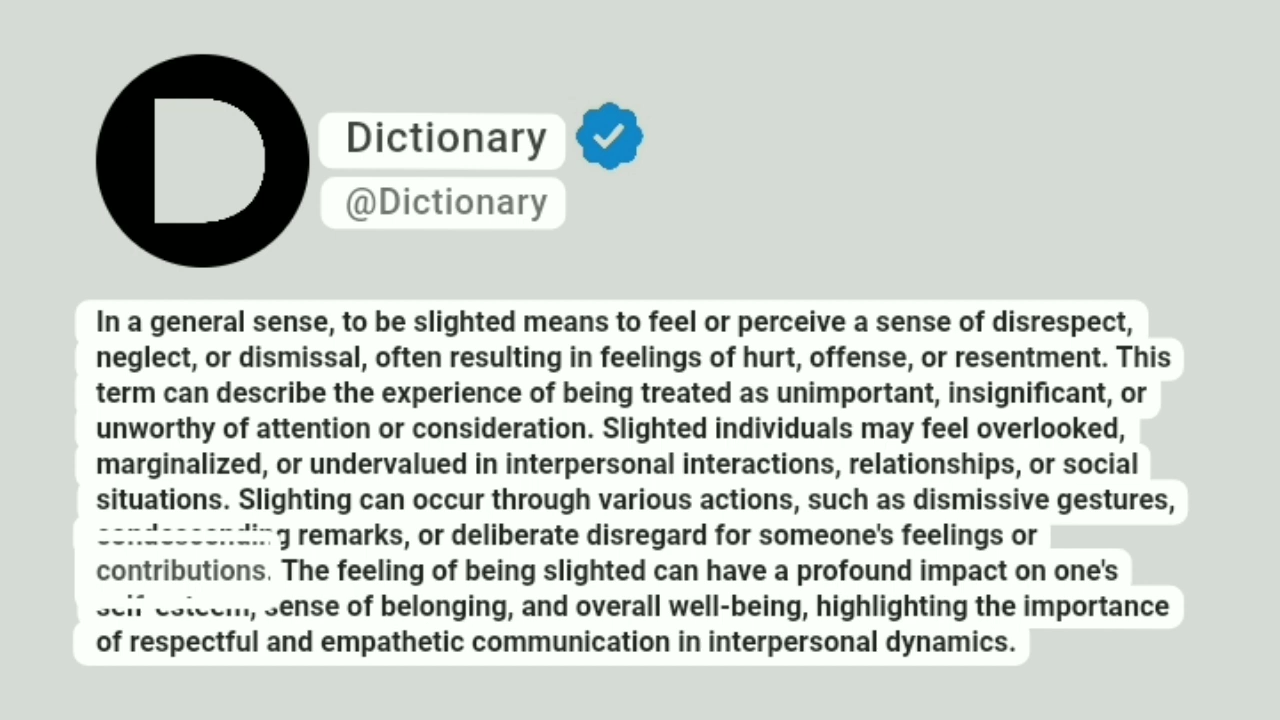 D
Dictionary
@Dictionary
In a general sense, to be slighted means to feel or perceive a sense of disrespect,
neglect, or dismissal, often resulting in feelings of hurt, offense, or resentment. This
term can describe the experience of being treated as unimportant, insignificant, or
unworthy of attention or consideration. Slighted individuals may feel overlooked,
marginalized, or undervalued in interpersonal interactions, relationships, or social
situations. Slighting can occur through various actions, such as dismissive gestures,
condescending remarks, or deliberate disregard for someone's feelings or
contributions. The feeling of being slighted can have a profound impact on one's
self-esteem, sense of belonging, and overall well-being, highlighting the importance
of respectful and empathetic communication in interpersonal dynamics.